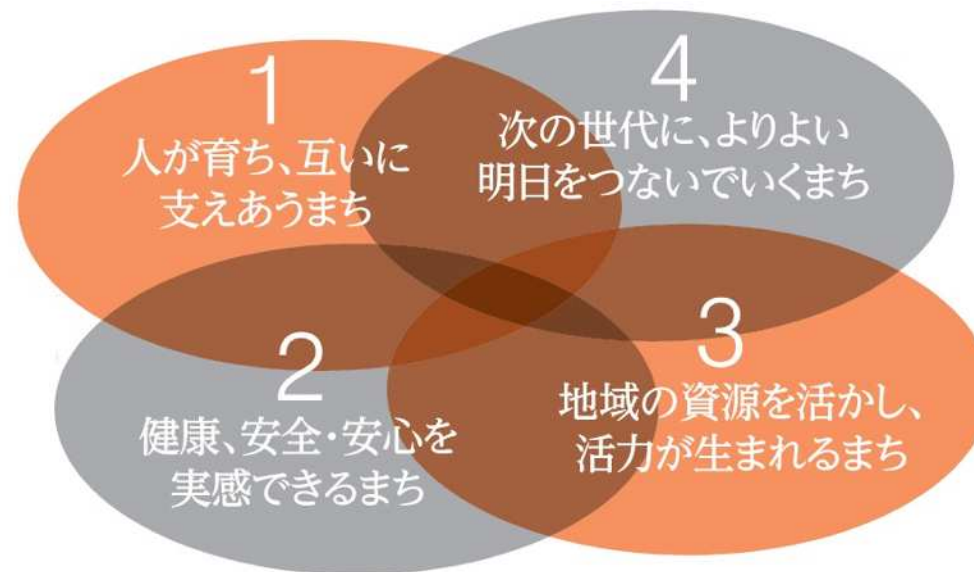 1
人が育ち、互いに
支えあうまち
2
健康、安全・安心を
実感できるまち
3
地域の資源を活かし、
活力が生まれるまち
4
次の世代に、よりよい
明日をつないでいくまち